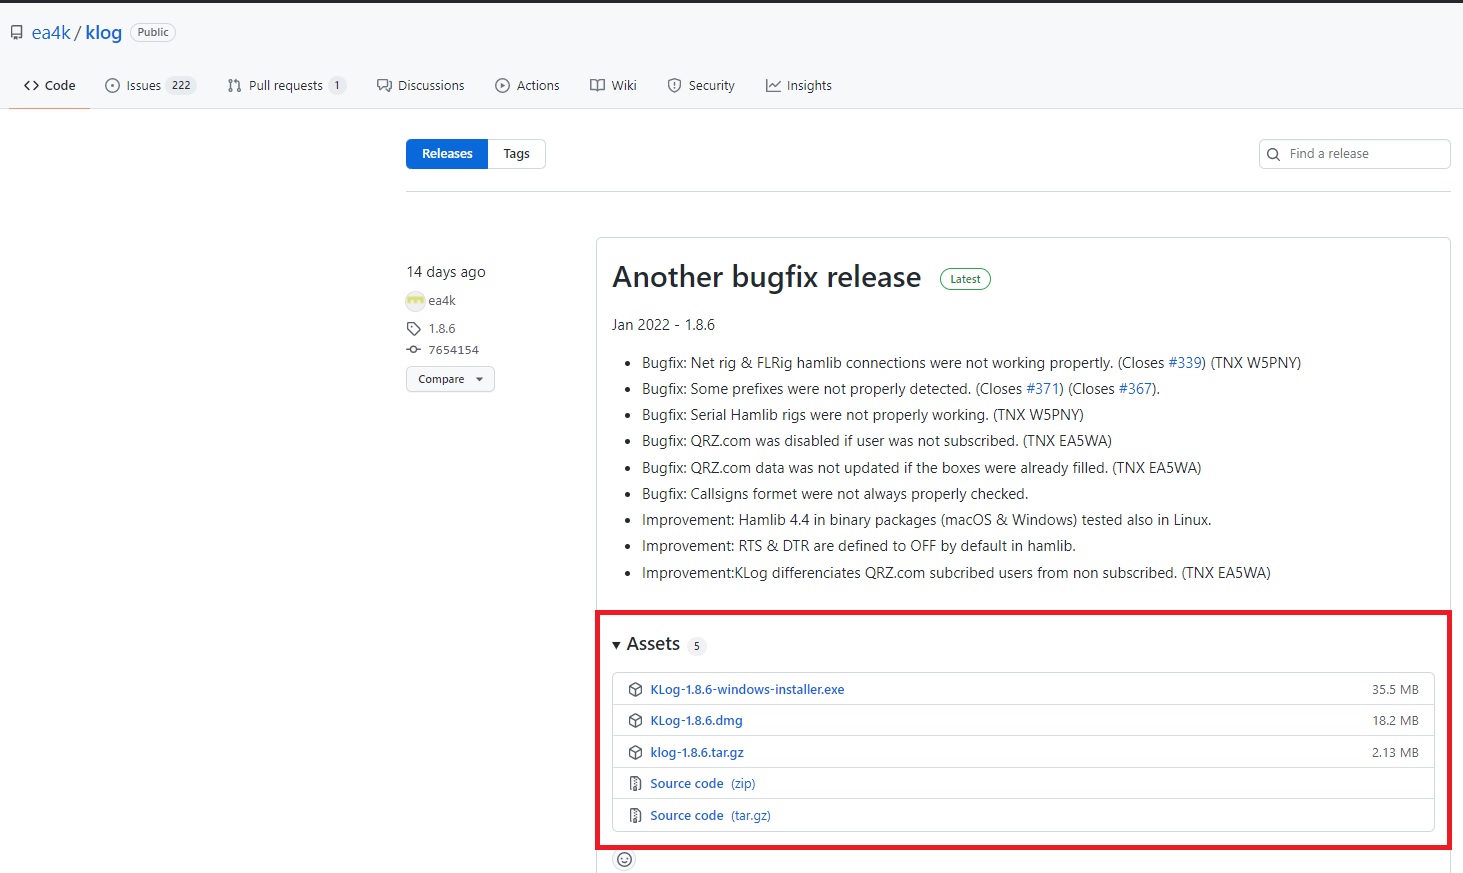 ea4k / klog Public
Code Issues 222 Pull requests 1 Discussions Actions Wiki Security Insights
Releases Tags Find a release
14 days ago
ea4k
1.8.6
7654154
Compare
Another bugfix release Latest
Jan 2022 - 1.8.6
Bugfix: Net rig & FLRig hamlib connections were not working propertly. (Closes #339) (TNX W5PNY)
Bugfix: Some prefixes were not properly detected. (Closes #371) (Closes #367).
Bugfix: Serial Hamlib rigs were not properly working. (TNX W5PNY)
Bugfix: QRZ.com was disabled if user was not subscribed. (TNX EA5WA)
Bugfix: QRZ.com data was not updated if the boxes were already filled. (TNX EA5WA)
Bugfix: Callsigns formet were not always properly checked.
Improvement: Hamlib 4.4 in binary packages (macOS & Windows) tested also in Linux.
Improvement: RTS & DTR are defined to OFF by default in hamlib.
Improvement:KLog differenciates QRZ.com subcribed users from non subscribed. (TNX EA5WA)
Assets 5
KLog-1.8.6-windows-installer.exe 35.5 MB
KLog-1.8.6.dmg 18.2 MB
klog-1.8.6.tar.gz 2.13 MB
Source code (zip)
Source code (tar.gz)